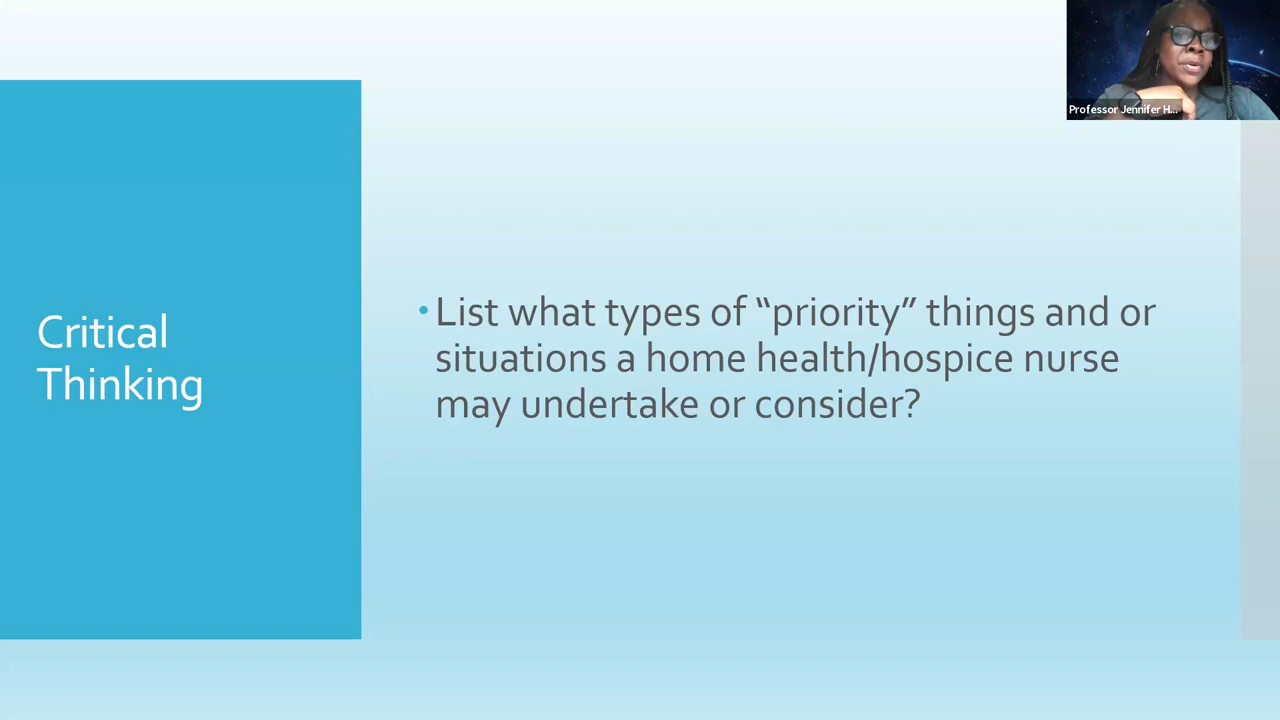 Professor Jennifer H...
Critical
Thinking
• List what types of “priority” things and or
situations a home health/hospice nurse
may undertake or consider?